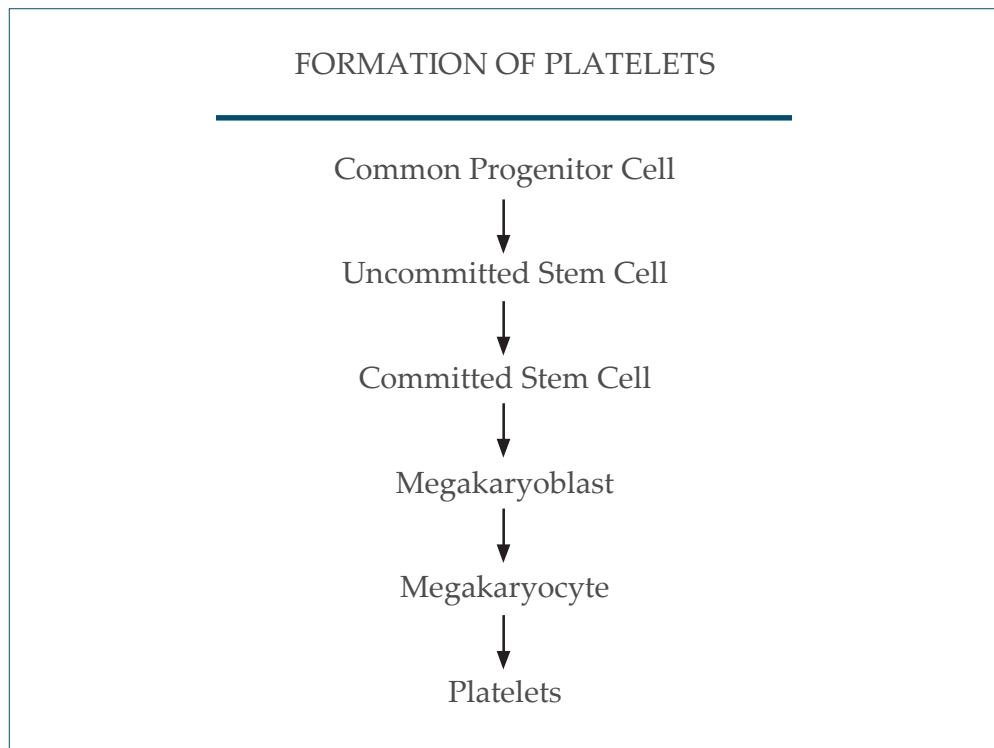 FORMATION OF PLATELETS
Common Progenitor Cell
Uncommitted Stem Cell
Committed Stem Cell
Megakaryoblast
Megakaryocyte
Platelets